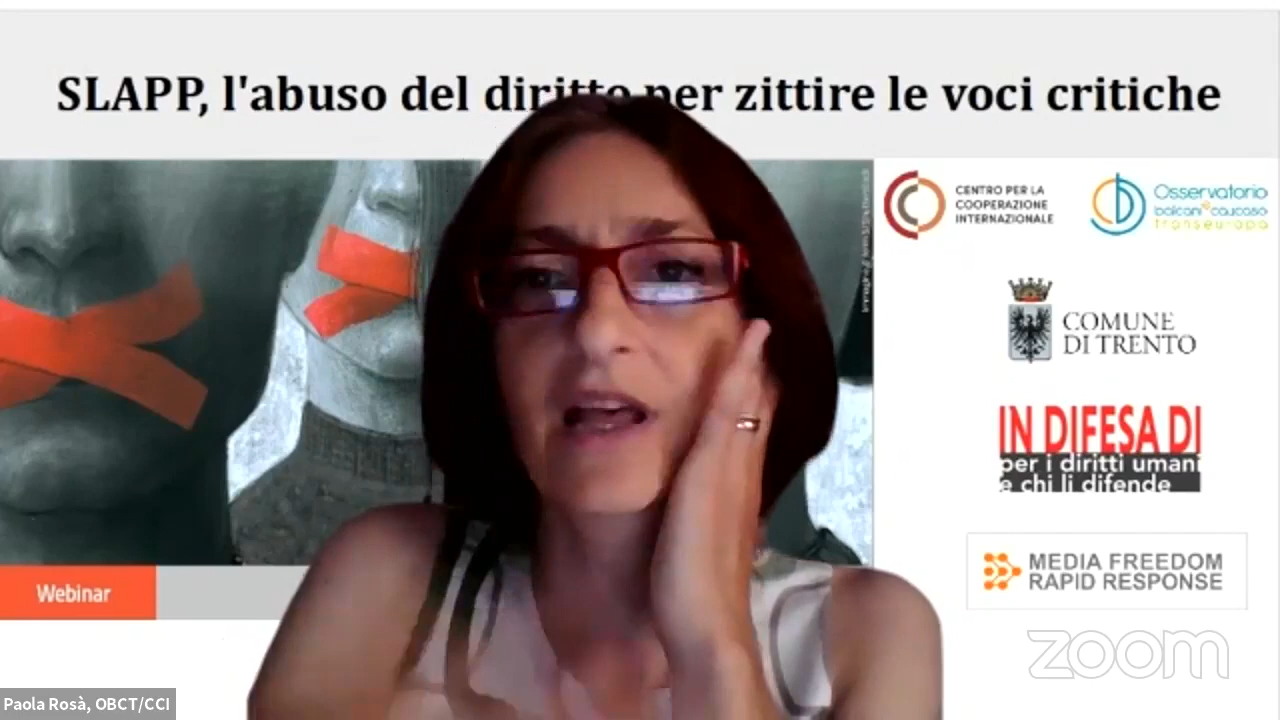 SLAPP, l'abuso del diritto per zittire le voci critiche
CENTRO PER LA
COOPERAZIONE
INTERNAZIONALE
Osservatorio
balcani e caucaso
transeuropa
COMUNE
DI TRENTO
IN DIFESA DI
per i diritti umani
e chi li difende
MEDIA FREEDOM
RAPID RESPONSE
Webinar
zoom
Paola Rosà, OBCT/CCI